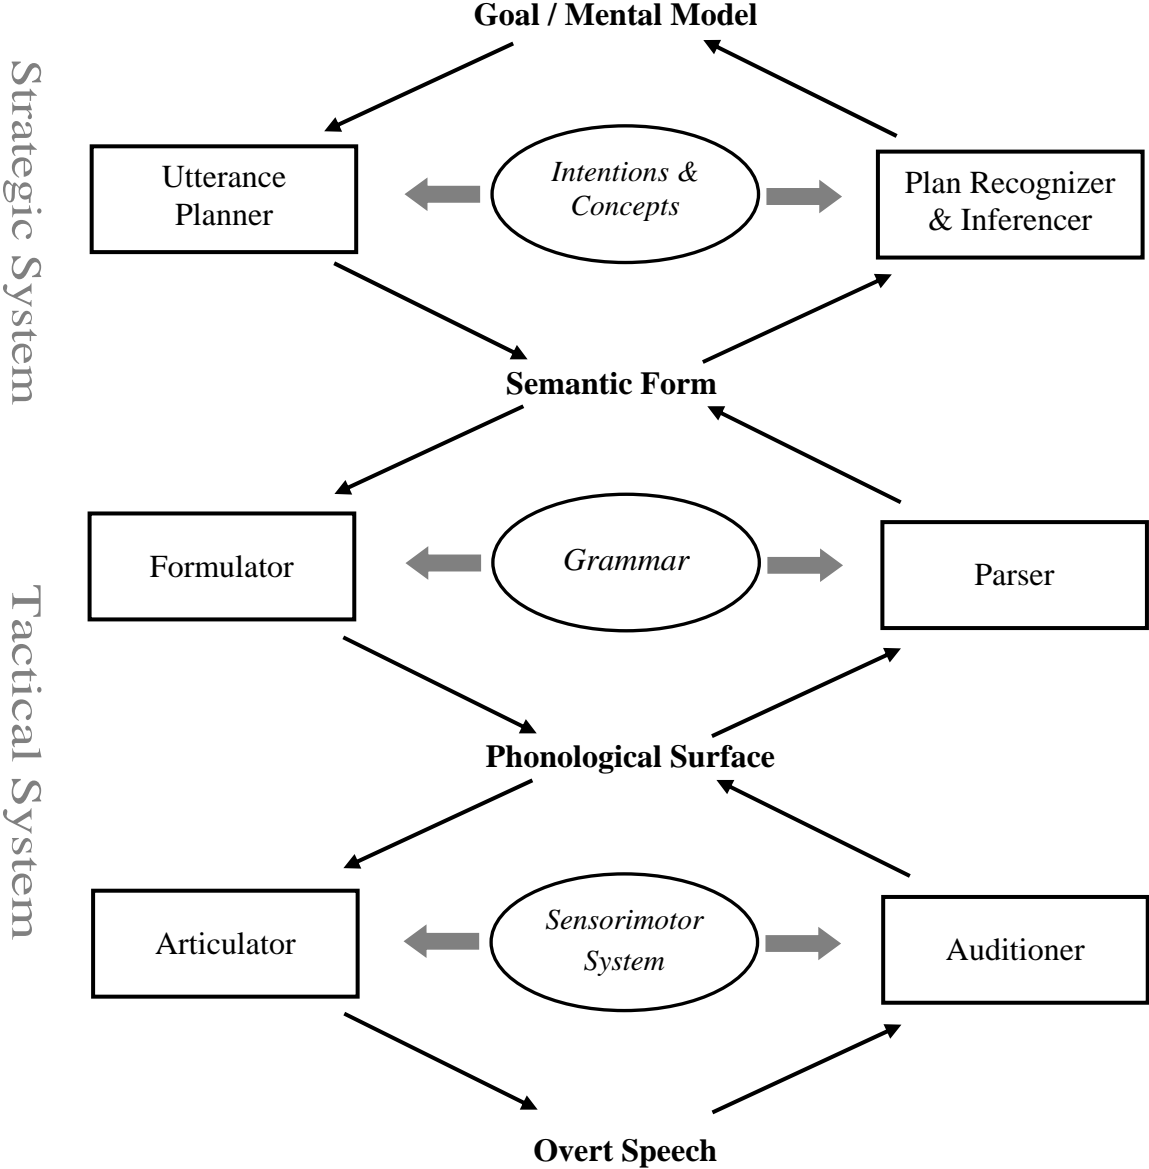 Goal / Mental Model
Strategic System
Utterance
Planner
Intentions &
Concepts
Plan Recognizer
& Inferencer
Semantic Form
Tactical System
Formulator
Grammar
Parser
Phonological Surface
Articulator
Sensorimotor
System
Auditioner
Overt Speech